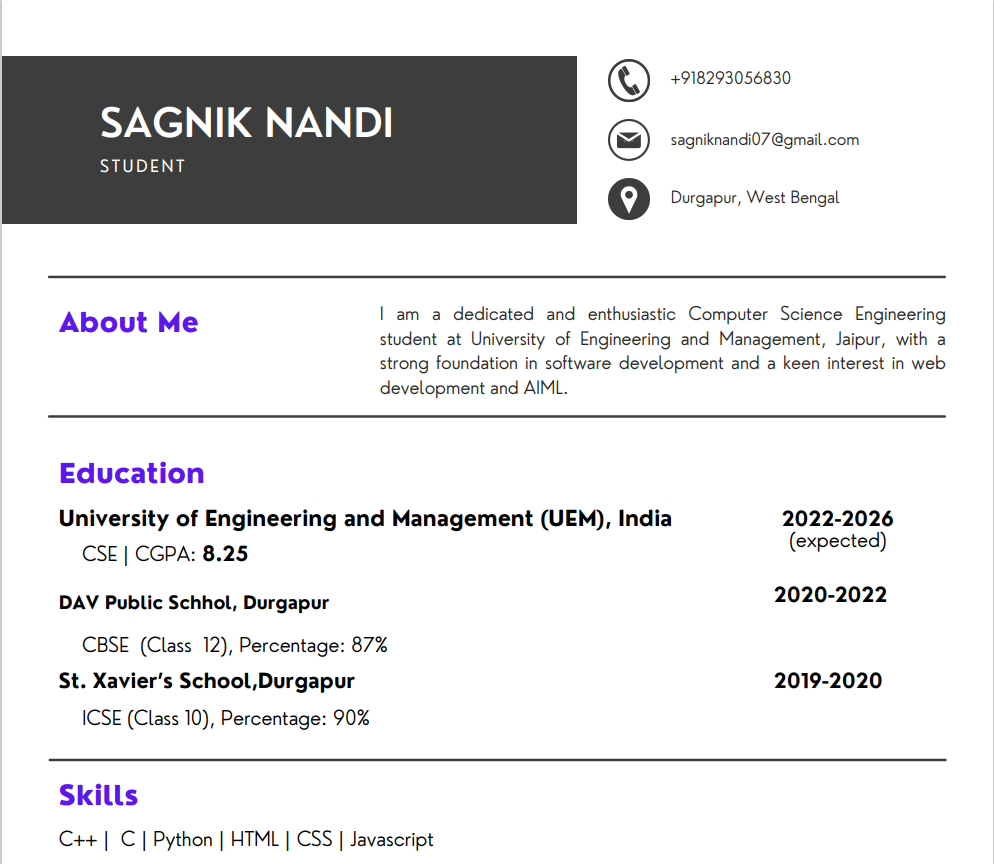 SAGNIK NANDI
STUDENT
+918293056830
sagniknandi07@gmail.com
Durgapur, West Bengal
About Me
I am a dedicated and enthusiastic Computer Science Engineering
student at University of Engineering and Management, Jaipur, with a
strong foundation in software development and a keen interest in web
development and AIML.
Education
University of Engineering and Management (UEM), India
2022-2026
(expected)
CSE | CGPA: 8.25
DAV Public Schhol, Durgapur
2020-2022
CBSE (Class 12), Percentage: 87%
St. Xavier's School,Durgapur
2019-2020
ICSE (Class 10), Percentage: 90%
Skills
C++ | C | Python | HTML | CSS | Javascript